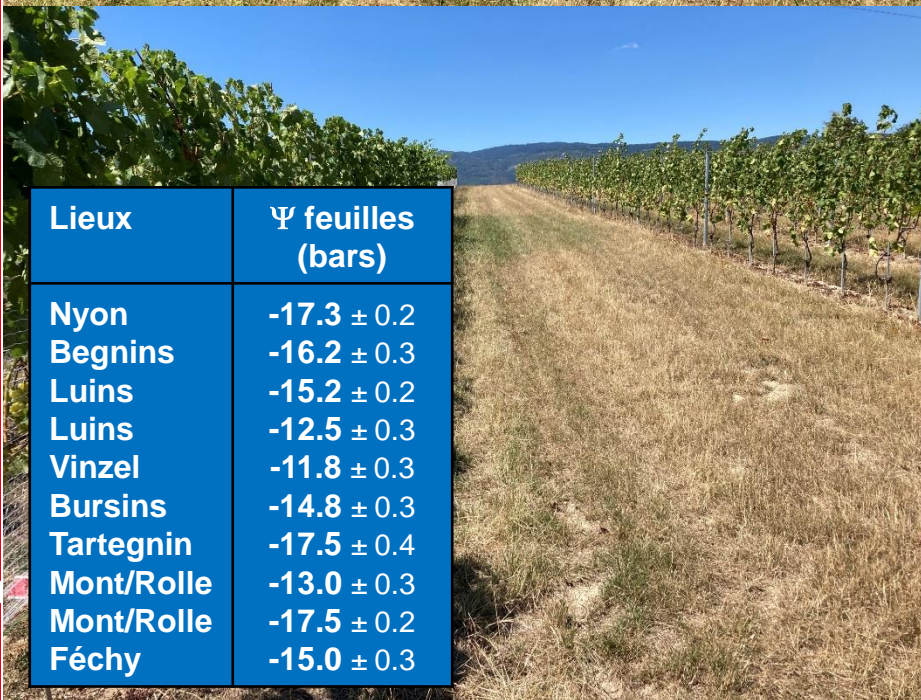 Lieux Ψ feuilles
(bars)
Nyon -17.3 ± 0.2
Begnins -16.2 ± 0.3
Luins -15.2 ± 0.2
Luins -12.5 ± 0.3
Vinzel -11.8 ± 0.3
Bursins -14.8 ± 0.3
Tartegnin -17.5 ± 0.4
Mont/Rolle -13.0 ± 0.3
Mont/Rolle -17.5 ± 0.2
Féchy -15.0 ± 0.3